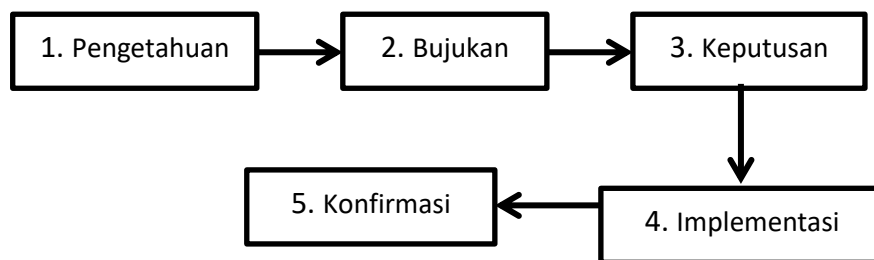 1. Pengetahuan
2. Bujukan
3. Keputusan
4. Implementasi
5. Konfirmasi